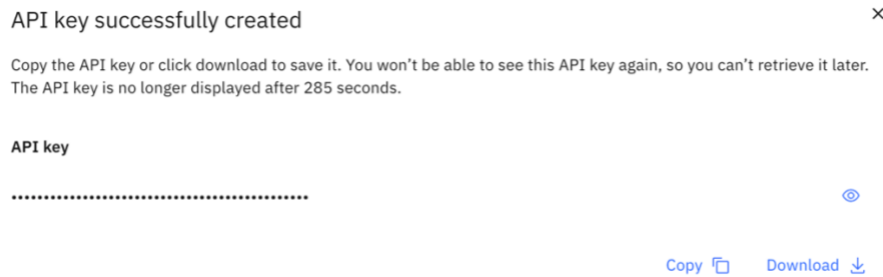 API key successfully created
Copy the API key or click download to save it. You won't be able to see this API key again, so you can't retrieve it later.
The API key is no longer displayed after 285 seconds.
API key
Copy
Download